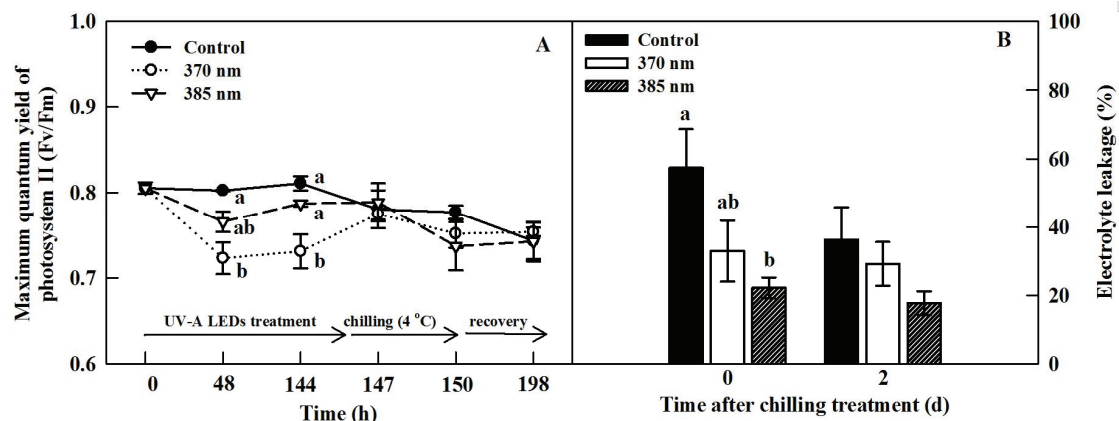 Maximum quantum yield of
photosystem II (Fv/Fm)
1.0
0.9
0.8
0.7
0.6
A
Control
370 nm
385 nm
a
a
ab
a
b
b
UV-A LEDs treatment
chilling (4 °C)
recovery
0 48 144 147 150 198
Time (h)
B
Control
370 nm
385 nm
a
ab
b
0 2
Time after chilling treatment (d)
100
80
60
40
20
0
Electrolyte leakage (%)